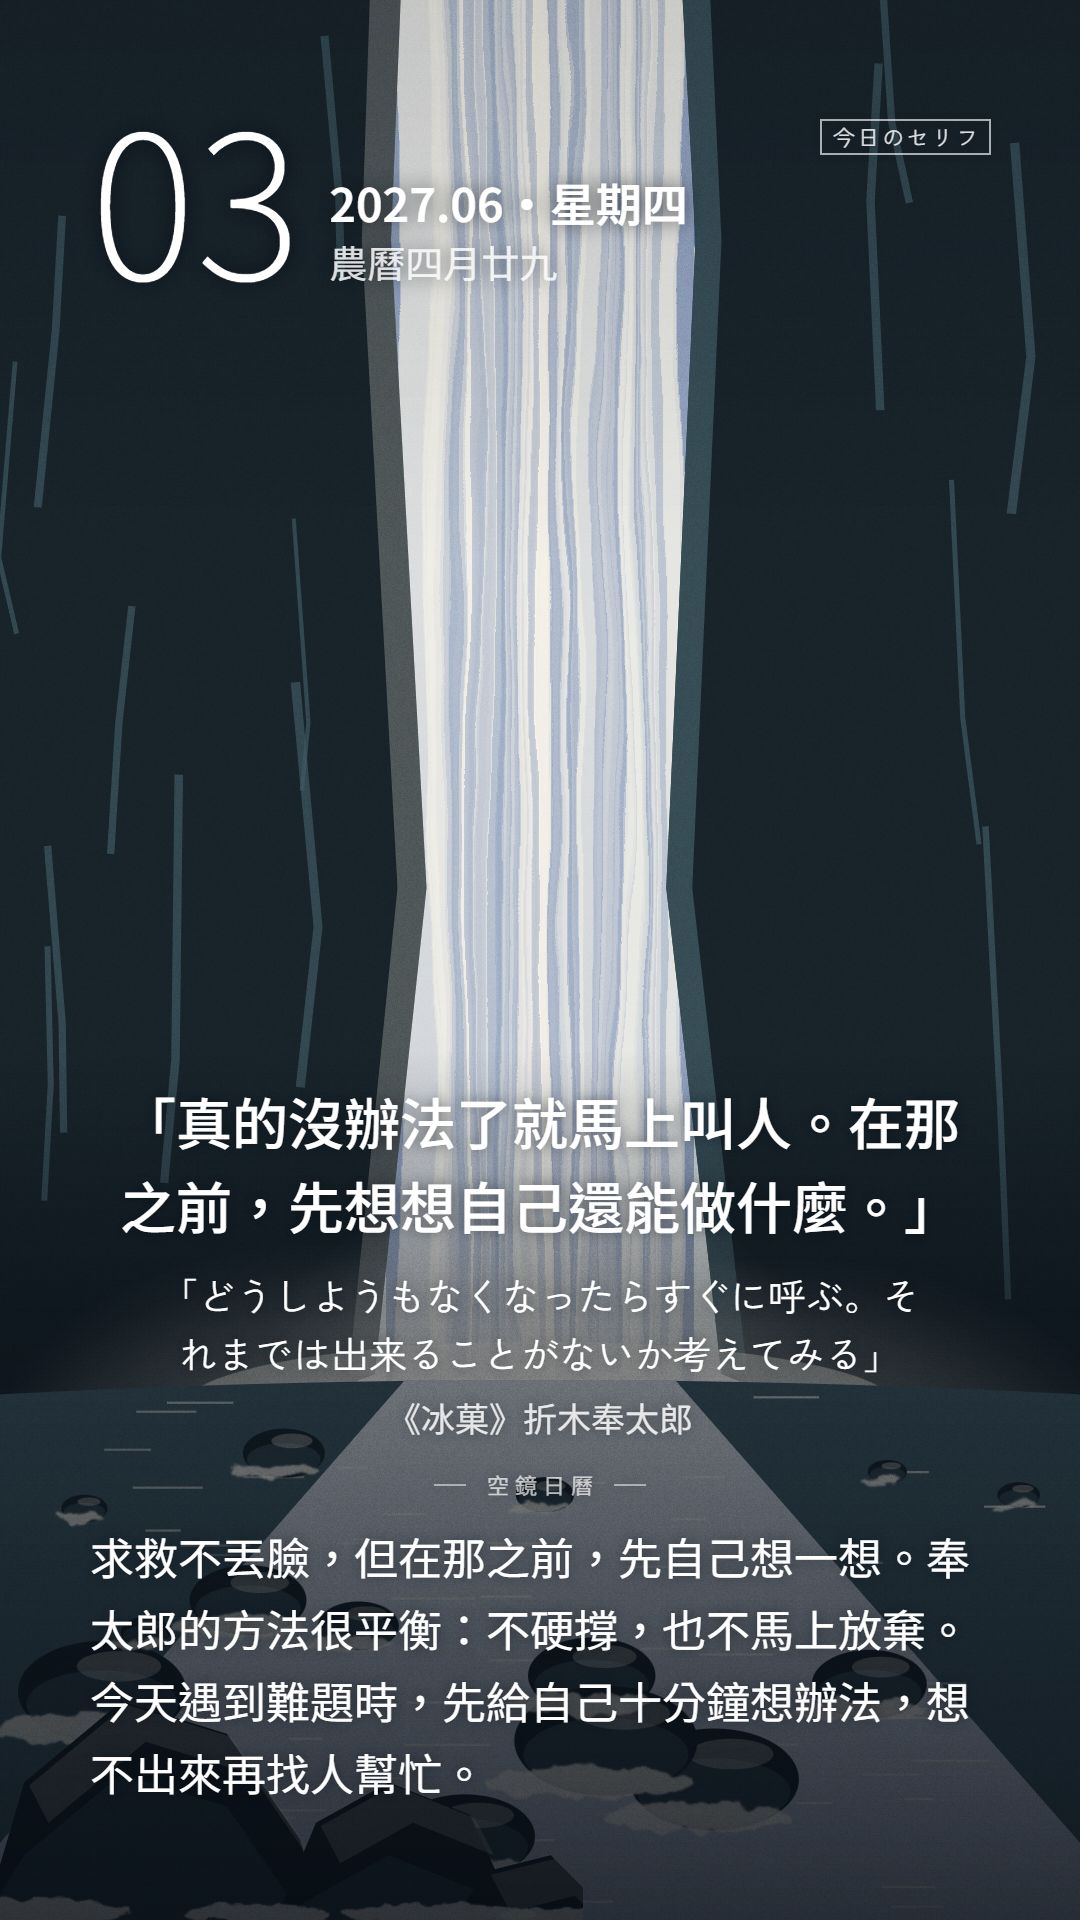 今日のセリフ
03
2027.06・星期四
農曆四月廿九
「真的沒辦法了就馬上叫人。在那
之前，先想想自己還能做什麼。」
「どうしようもなくなったらすぐに呼ぶ。そ
れまでは出来ることがないか考えてみる」
《冰菓》折木奉太郎
空鏡日曆
求救不丟臉，但在那之前，先自己想一想。奉
太郎的方法很平衡：不硬撐，也不馬上放棄。
今天遇到難題時，先給自己十分鐘想辦法，想
不出來再找人幫忙。